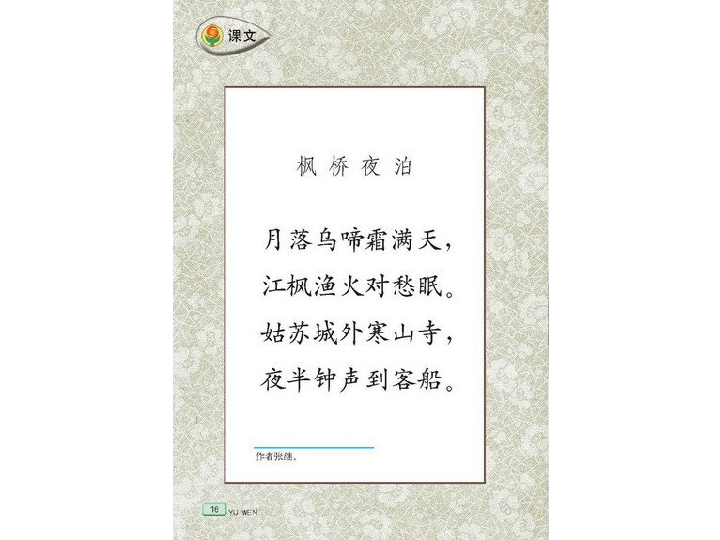 课文
枫桥夜泊
月落乌啼霜满天，
江枫渔火对愁眠。
姑苏城外寒山寺，
夜半钟声到客船。
作者张继。
16 YU WEN